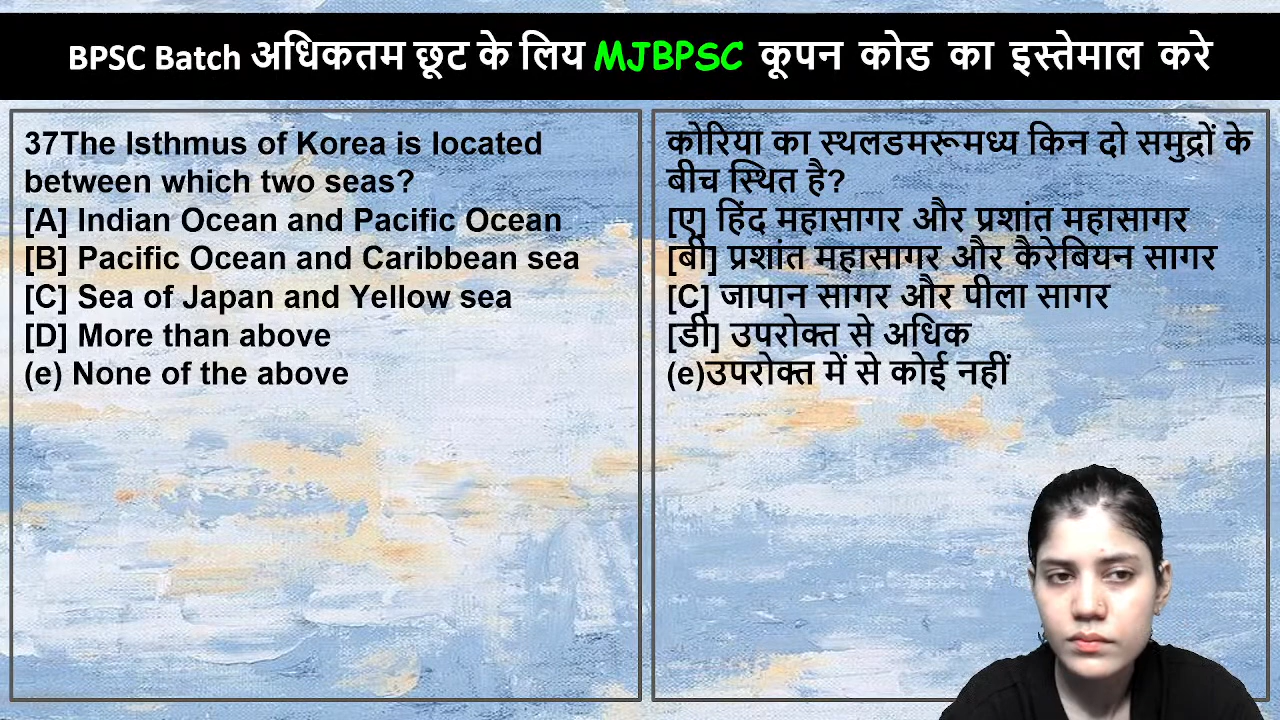 BPSC Batch अधिकतम छूट के लिय MJBPSC कूपन कोड का इस्तेमाल करे
37The Isthmus of Korea is located
between which two seas?
[A] Indian Ocean and Pacific Ocean
[B] Pacific Ocean and Caribbean sea
[C] Sea of Japan and Yellow sea
[D] More than above
(e) None of the above
कोरिया का स्थलडमरूमध्य किन दो समुद्रों के
बीच स्थित है?
[ए] हिंद महासागर और प्रशांत महासागर
[बी] प्रशांत महासागर और कैरेबियन सागर
[C] जापान सागर और पीला सागर
[डी] उपरोक्त से अधिक
(e)उपरोक्त में से कोई नहीं